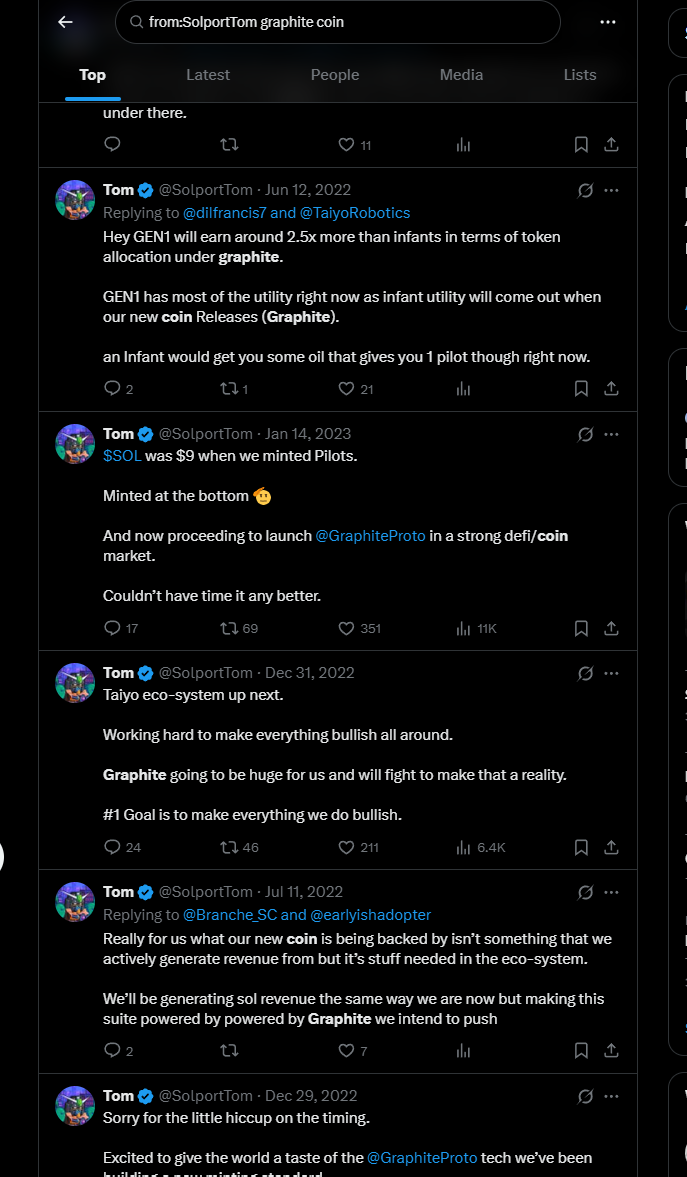 from:SolportTom graphite coin
Top Latest People Media Lists
under there.
11
Tom @SolportTom · Jun 12, 2022
Replying to @dilfrancis7 and @TaiyoRobotics
Hey GEN1 will earn around 2.5x more than infants in terms of token
allocation under graphite.
GEN1 has most of the utility right now as infant utility will come out when
our new coin Releases (Graphite).
an Infant would get you some oil that gives you 1 pilot though right now.
2 1 21
Tom @SolportTom · Jan 14, 2023
$SOL was $9 when we minted Pilots.
Minted at the bottom 🫡
And now proceeding to launch @GraphiteProto in a strong defi/coin
market.
Couldn't have time it any better.
17 69 351 11K
Tom @SolportTom · Dec 31, 2022
Taiyo eco-system up next.
Working hard to make everything bullish all around.
Graphite going to be huge for us and will fight to make that a reality.
#1 Goal is to make everything we do bullish.
24 46 211 6.4K
Tom @SolportTom · Jul 11, 2022
Replying to @Branche_SC and @earlyishadopter
Really for us what our new coin is being backed by isn't something that we
actively generate revenue from but it's stuff needed in the eco-system.
We'll be generating sol revenue the same way we are now but making this
suite powered by powered by Graphite we intend to push
2 7
Tom @SolportTom · Dec 29, 2022
Sorry for the little hiccup on the timing.
Excited to give the world a taste of the @GraphiteProto tech we've been
building a new minting standard